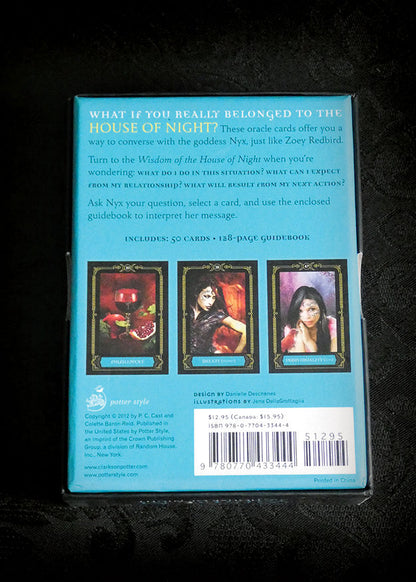 WHAT IF YOU REALLY BELONGED TO THE
HOUSE OF NIGHT? These oracle cards offer you a
way to converse with the goddess Nyx, just like Zoey Redbird.
Turn to the Wisdom of the House of Night when you're
wondering: WHAT DO I DO IN THIS SITUATION? WHAT CAN I EXPECT
FROM MY RELATIONSHIP? WHAT WILL RESULT FROM MY NEXT ACTION?
Ask Nyx your question, select a card, and use the enclosed
guidebook to interpret her message.
INCLUDES: 50 CARDS • 128-PAGE GUIDEBOOK
DESIGN BY Danielle Deschenes
ILLUSTRATIONS BY Jena DellaGrottaglia
potter style
Copyright © 2012 by P. C. Cast and
Colette Baron-Reid. Published in
the United States by Potter Style,
an imprint of the Crown Publishing
Group, a division of Random House,
Inc., New York.
www.clarksonpotter.com
www.potterstyle.com
$12.95 (Canada: $15.95)
ISBN 978-0-7704-3344-4
51295
9 780770 433444
Printed in China